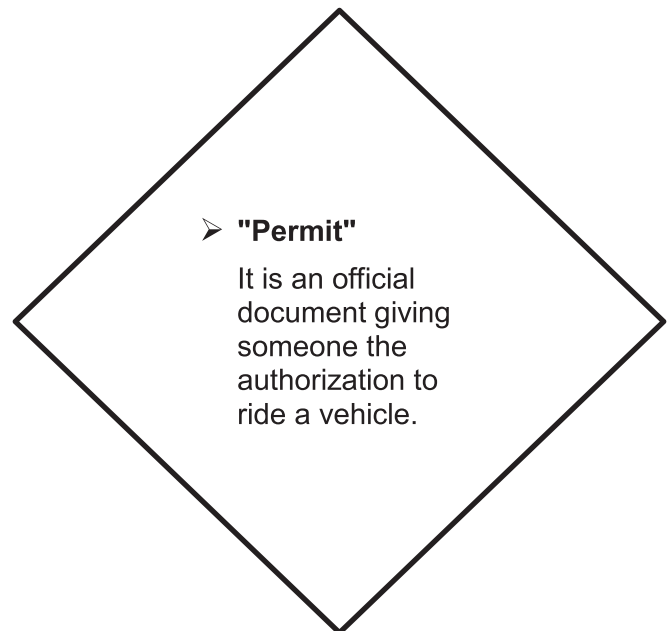 ➢ "Permit"
It is an official
document giving
someone the
authorization to
ride a vehicle.